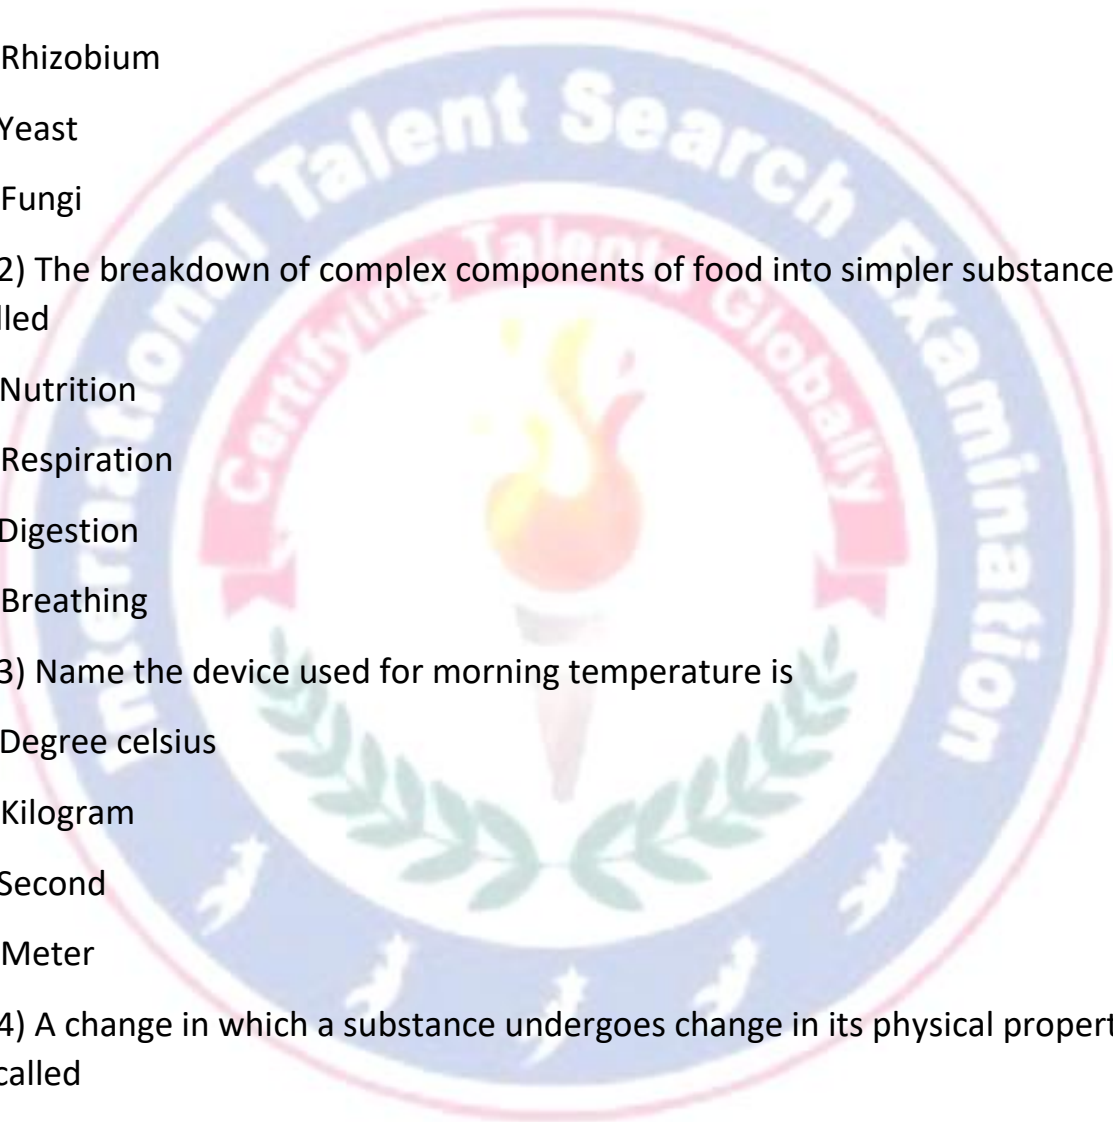 Rhizobium
Yeast
Fungi
2) The breakdown of complex components of food into simpler substance
lled
Nutrition
Respiration
Digestion
Breathing
3) Name the device used for morning temperature is
Degree celsius
Kilogram
Second
Meter
4) A change in which a substance undergoes change in its physical propert
called
International Talent Search Examination
Certifying Talent Globally